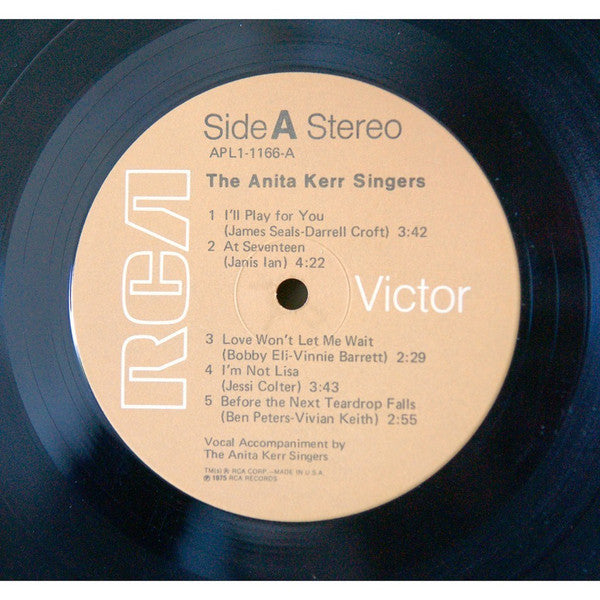 Side A Stereo
APL1-1166-A
The Anita Kerr Singers
RCA
Victor
1 I'll Play for You
(James Seals-Darrell Croft) 3:42
2 At Seventeen
(Janis Ian) 4:22
3 Love Won't Let Me Wait
(Bobby Eli-Vinnie Barrett) 2:29
4 I'm Not Lisa
(Jessi Colter) 3:43
5 Before the Next Teardrop Falls
(Ben Peters-Vivian Keith) 2:55
Vocal Accompaniment by
The Anita Kerr Singers
TM(s) ® RCA CORP.—MADE IN U.S.A.
℗ 1975 RCA RECORDS